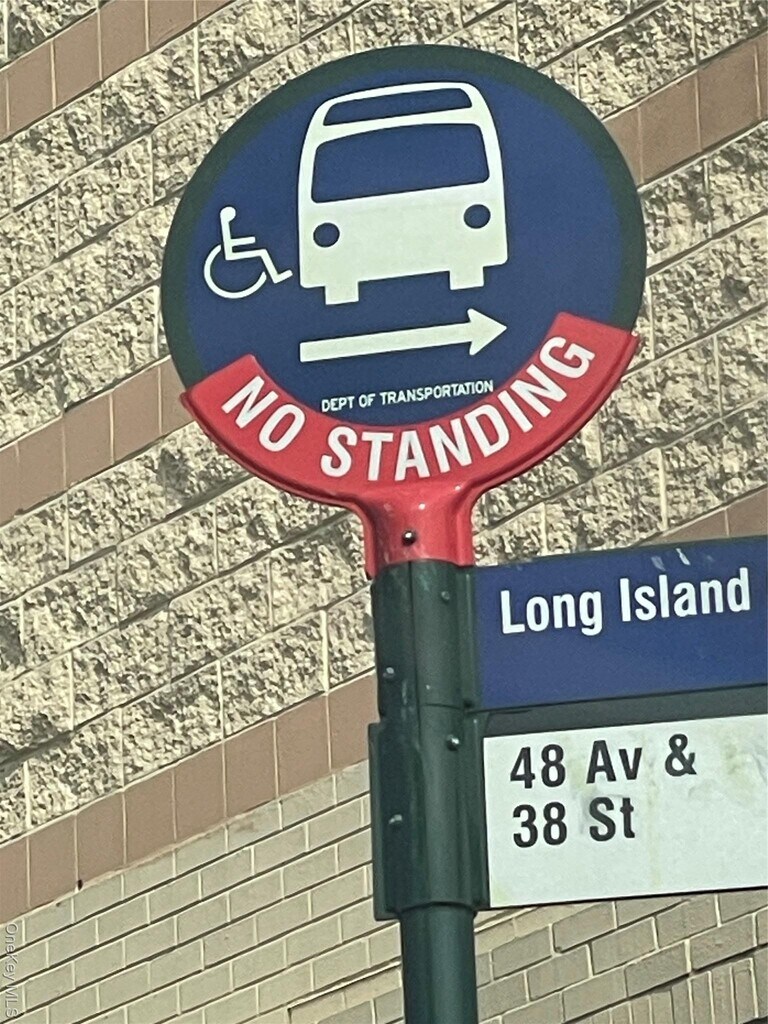 DEPT OF TRANSPORTATION
NO STANDING
Long Island
48 Av &
38 St
OneKey MLS